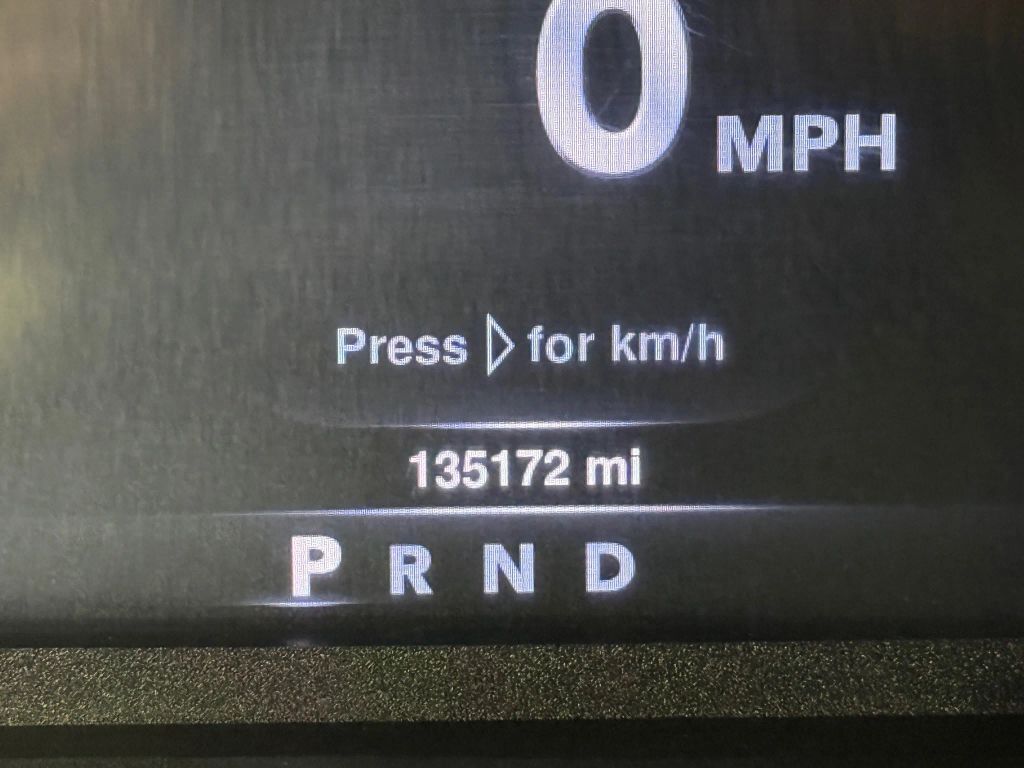 0 MPH
Press ▷ for km/h
135172 mi
P R N D